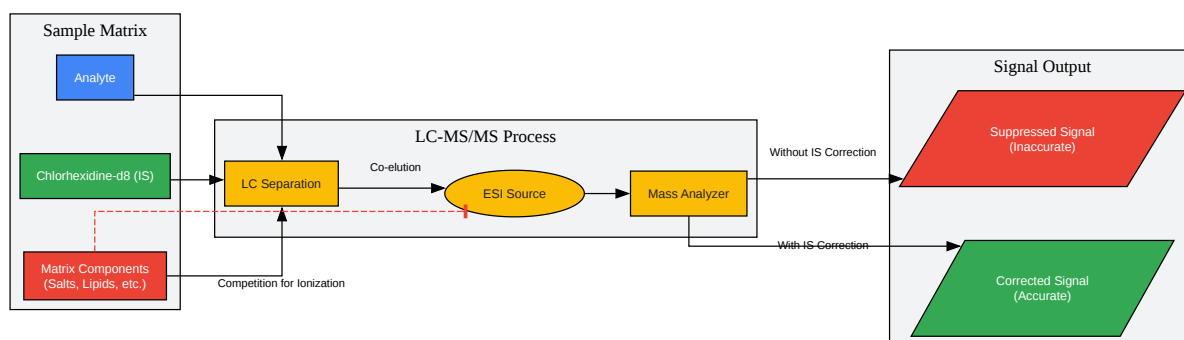 Sample Matrix
Analyte
Chlorhexidine-d8 (IS)
Matrix Components
(Salts, Lipids, etc.)
Competition for Ionization
LC-MS/MS Process
LC Separation
Co-elution
ESI Source
Mass Analyzer
Without IS Correction
With IS Correction
Signal Output
Suppressed Signal
(Inaccurate)
Corrected Signal
(Accurate)